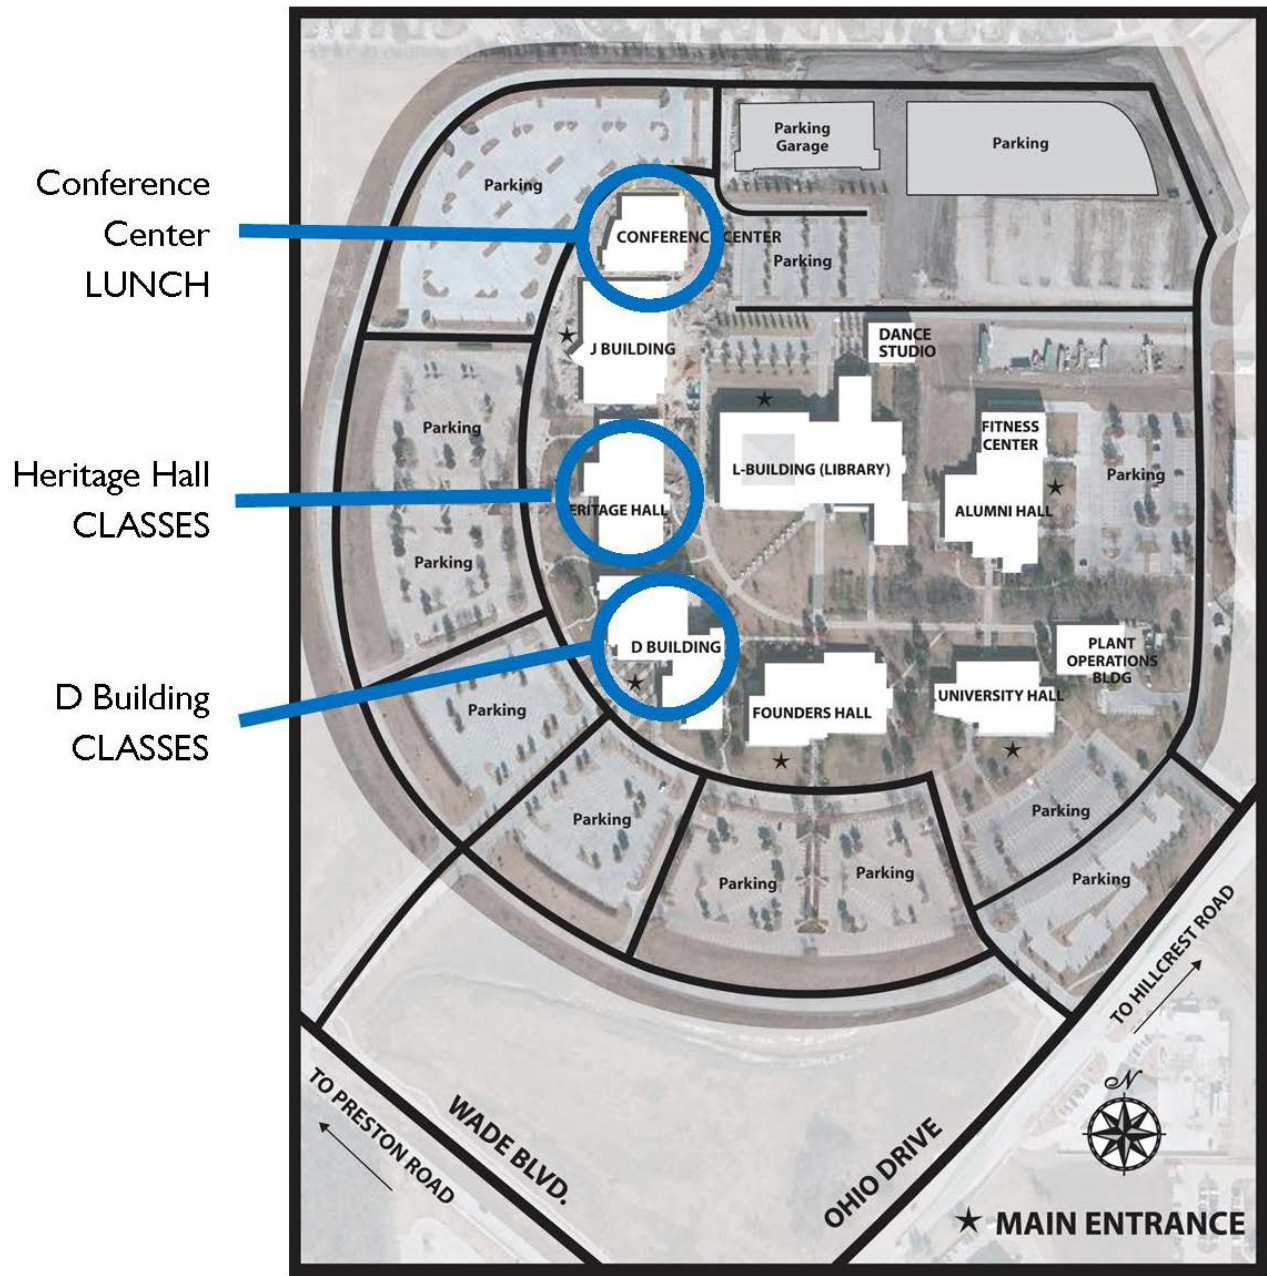 Conference
Center
LUNCH
Heritage Hall
CLASSES
D Building
CLASSES
Parking
Garage
Parking
Parking
CONFERENC CENTER
Parking
J BUILDING
DANCE
STUDIO
Parking
FITNESS
CENTER
L-BUILDING (LIBRARY)
Parking
ERITAGE HALL
ALUMNI HALL
Parking
D BUILDING
PLANT
OPERATIONS
BLDG
UNIVERSITY HALL
Parking
FOUNDERS HALL
Parking
Parking
Parking
Parking
Parking
TO HILLCREST ROAD
TO PRESTON ROAD
WADE BLVD.
OHIO DRIVE
N
★ MAIN ENTRANCE